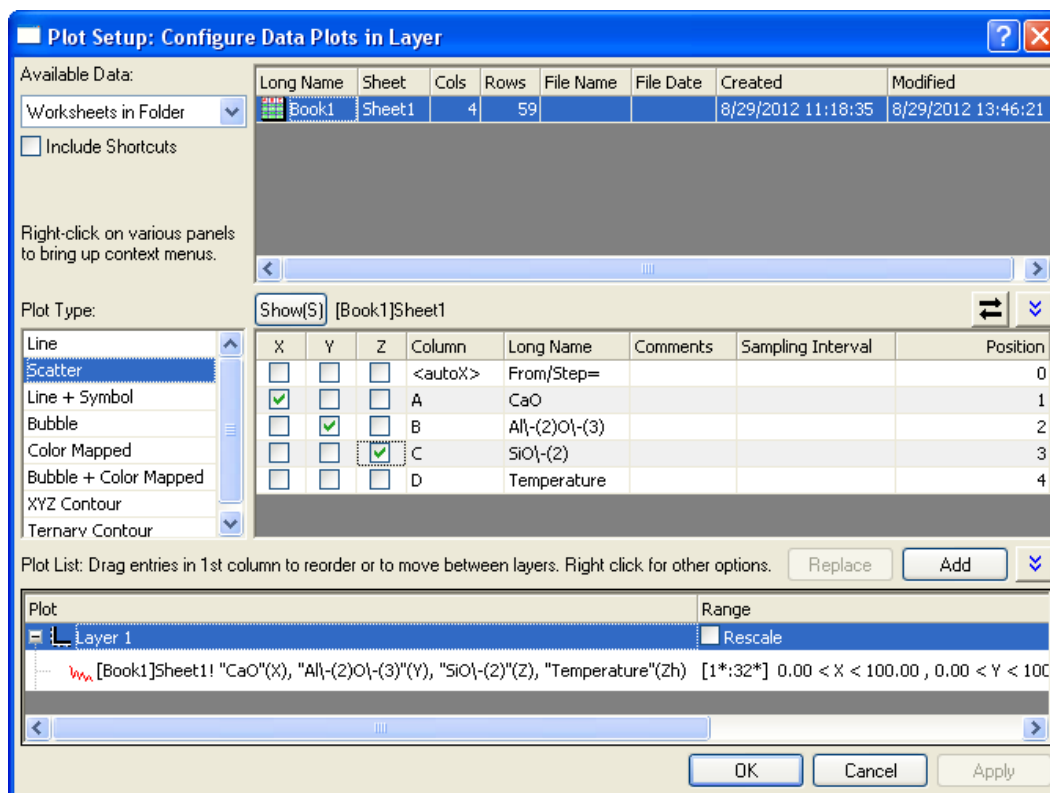 Plot Setup: Configure Data Plots in Layer
Available Data:
Worksheets in Folder
Include Shortcuts
Right-click on various panels
to bring up context menus.
Long Name Sheet Cols Rows File Name File Date Created Modified
Book1 Sheet1 4 59 8/29/2012 11:18:35 8/29/2012 13:46:21
Plot Type:
Line
Scatter
Line + Symbol
Bubble
Color Mapped
Bubble + Color Mapped
XYZ Contour
Ternary Contour
Show(S) [Book1]Sheet1
X Y Z Column Long Name Comments Sampling Interval Position
<autoX> From/Step= 0
A CaO 1
B Al\-(2)O\-(3) 2
C SiO\-(2) 3
D Temperature 4
Plot List: Drag entries in 1st column to reorder or to move between layers. Right click for other options.
Replace Add
Plot Range
Layer 1 Rescale
[Book1]Sheet1! "CaO"(X), "Al\-(2)O\-(3)"(Y), "SiO\-(2)"(Z), "Temperature"(Zh) [1*:32*] 0.00 < X < 100.00 , 0.00 < Y < 100
OK Cancel Apply